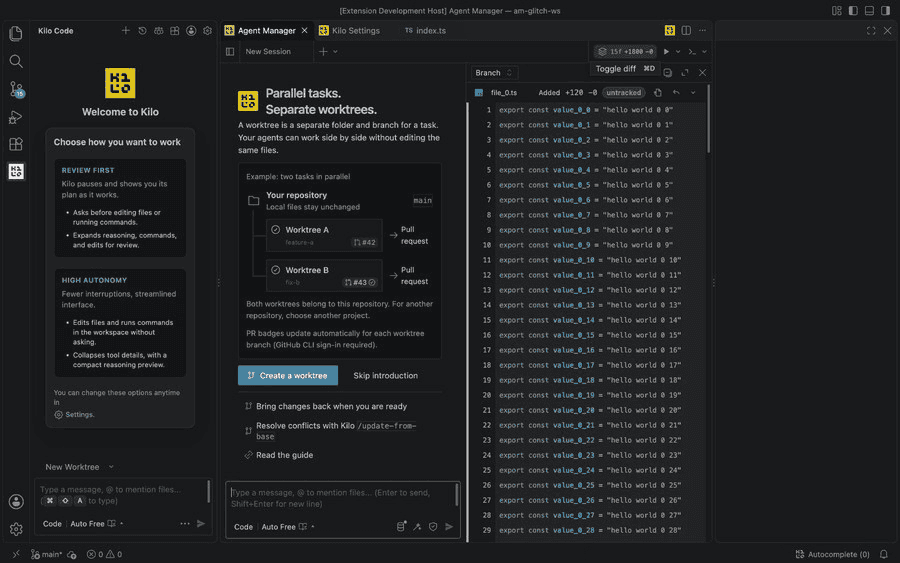 [Extension Development Host] Agent Manager — am-glitch-ws
Kilo Code
Agent Manager
Kilo Settings
TS index.ts
New Session
15f +1800 −0
Toggle diff ⌘D
Branch
file_0.ts Added +120 −0 untracked
15
Welcome to Kilo
Choose how you want to work
REVIEW FIRST
Kilo pauses and shows you its
plan as it works.
• Asks before editing files or
running commands.
• Expands reasoning, commands,
and edits for review.
HIGH AUTONOMY
Fewer interruptions, streamlined
interface.
• Edits files and runs commands
in the workspace without
asking.
• Collapses tool details, with a
compact reasoning preview.
You can change these options anytime
in
Settings.
New Worktree
Type a message, @ to mention files...
(⌘ ⇧ A to type)
Code Auto Free
Parallel tasks.
Separate worktrees.
A worktree is a separate folder and branch for a task.
Your agents can work side by side without editing the
same files.
Example: two tasks in parallel
Your repository
Local files stay unchanged
main
Worktree A
feature-a
#42
Pull
request
Worktree B
fix-b
#43
Pull
request
Both worktrees belong to this repository. For another
repository, choose another project.
PR badges update automatically for each worktree
branch (GitHub CLI sign-in required).
Create a worktree
Skip introduction
Bring changes back when you are ready
Resolve conflicts with Kilo /update-from-
base
Read the guide
Type a message, @ to mention files... (Enter to send,
Shift+Enter for new line)
Code Auto Free
1 export const value_0_0 = "hello world 0 0"
2 export const value_0_1 = "hello world 0 1"
3 export const value_0_2 = "hello world 0 2"
4 export const value_0_3 = "hello world 0 3"
5 export const value_0_4 = "hello world 0 4"
6 export const value_0_5 = "hello world 0 5"
7 export const value_0_6 = "hello world 0 6"
8 export const value_0_7 = "hello world 0 7"
9 export const value_0_8 = "hello world 0 8"
10 export const value_0_9 = "hello world 0 9"
11 export const value_0_10 = "hello world 0 10"
12 export const value_0_11 = "hello world 0 11"
13 export const value_0_12 = "hello world 0 12"
14 export const value_0_13 = "hello world 0 13"
15 export const value_0_14 = "hello world 0 14"
16 export const value_0_15 = "hello world 0 15"
17 export const value_0_16 = "hello world 0 16"
18 export const value_0_17 = "hello world 0 17"
19 export const value_0_18 = "hello world 0 18"
20 export const value_0_19 = "hello world 0 19"
21 export const value_0_20 = "hello world 0 20"
22 export const value_0_21 = "hello world 0 21"
23 export const value_0_22 = "hello world 0 22"
24 export const value_0_23 = "hello world 0 23"
25 export const value_0_24 = "hello world 0 24"
26 export const value_0_25 = "hello world 0 25"
27 export const value_0_26 = "hello world 0 26"
28 export const value_0_27 = "hello world 0 27"
29 export const value_0_28 = "hello world 0 28"
main*
0 0
Autocomplete (0)